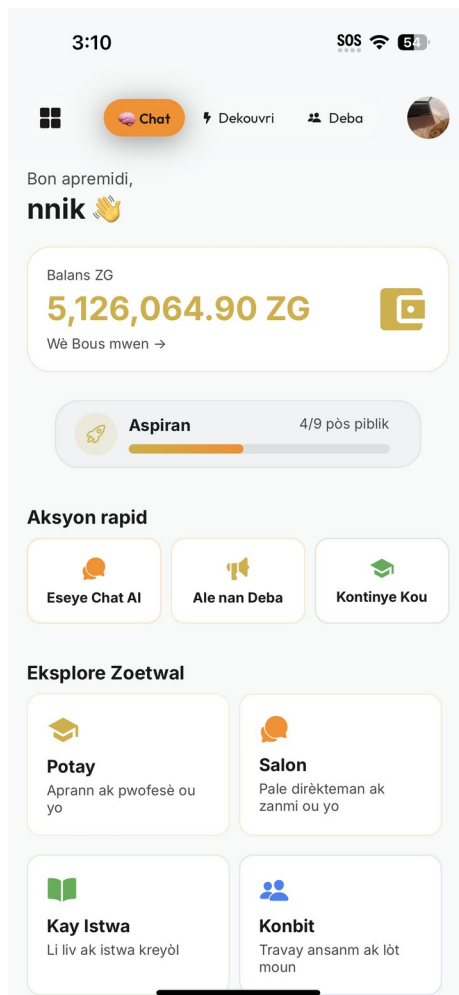 3:10
SOS
54
Chat
Dekouvri
Deba
Bon apremidi,
nnik 👋
Balans ZG
5,126,064.90 ZG
Wè Bous mwen →
Aspiran
4/9 pòs piblik
Aksyon rapid
Eseye Chat AI
Ale nan Deba
Kontinye Kou
Eksplore Zoetwal
Potay
Aprann ak pwofesè ou
yo
Salon
Pale dirèkteman ak
zanmi ou yo
Kay Istwa
Li liv ak istwa kreyòl
Konbit
Travay ansanm ak lòt
moun